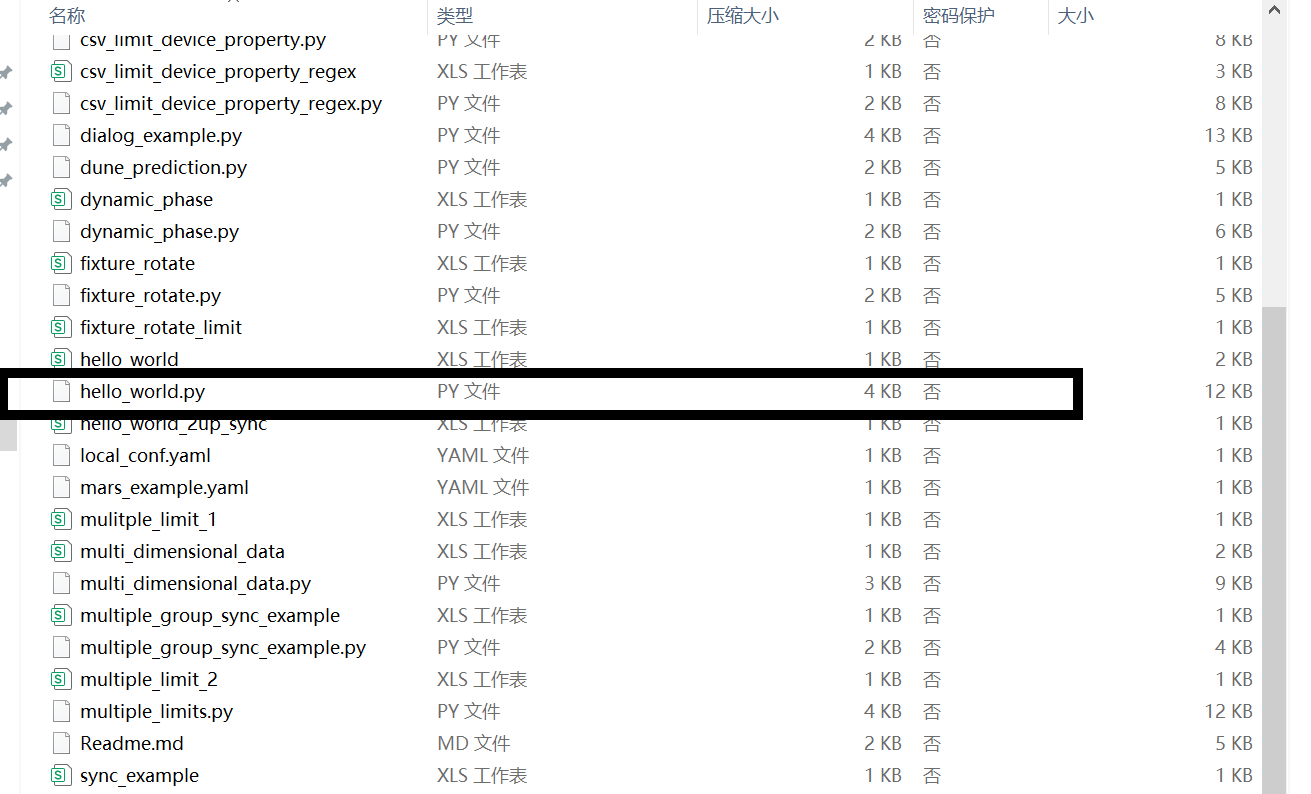 名称 类型 压缩大小 密码保护 大小
csv_limit_device_property.py PY 文件 2 KB 否 8 KB
csv_limit_device_property_regex XLS 工作表 1 KB 否 3 KB
csv_limit_device_property_regex.py PY 文件 2 KB 否 8 KB
dialog_example.py PY 文件 4 KB 否 13 KB
dune_prediction.py PY 文件 2 KB 否 5 KB
dynamic_phase XLS 工作表 1 KB 否 1 KB
dynamic_phase.py PY 文件 2 KB 否 6 KB
fixture_rotate XLS 工作表 1 KB 否 1 KB
fixture_rotate.py PY 文件 2 KB 否 5 KB
fixture_rotate_limit XLS 工作表 1 KB 否 1 KB
hello_world XLS 工作表 1 KB 否 2 KB
hello_world.py PY 文件 4 KB 否 12 KB
hello_world_2up_sync XLS 工作表 1 KB 否 1 KB
local_conf.yaml YAML 文件 1 KB 否 1 KB
mars_example.yaml YAML 文件 1 KB 否 1 KB
mulitple_limit_1 XLS 工作表 1 KB 否 1 KB
multi_dimensional_data XLS 工作表 1 KB 否 2 KB
multi_dimensional_data.py PY 文件 3 KB 否 9 KB
multiple_group_sync_example XLS 工作表 1 KB 否 1 KB
multiple_group_sync_example.py PY 文件 2 KB 否 4 KB
multiple_limit_2 XLS 工作表 1 KB 否 1 KB
multiple_limits.py PY 文件 4 KB 否 12 KB
Readme.md MD 文件 2 KB 否 5 KB
sync_example XLS 工作表 1 KB 否 1 KB